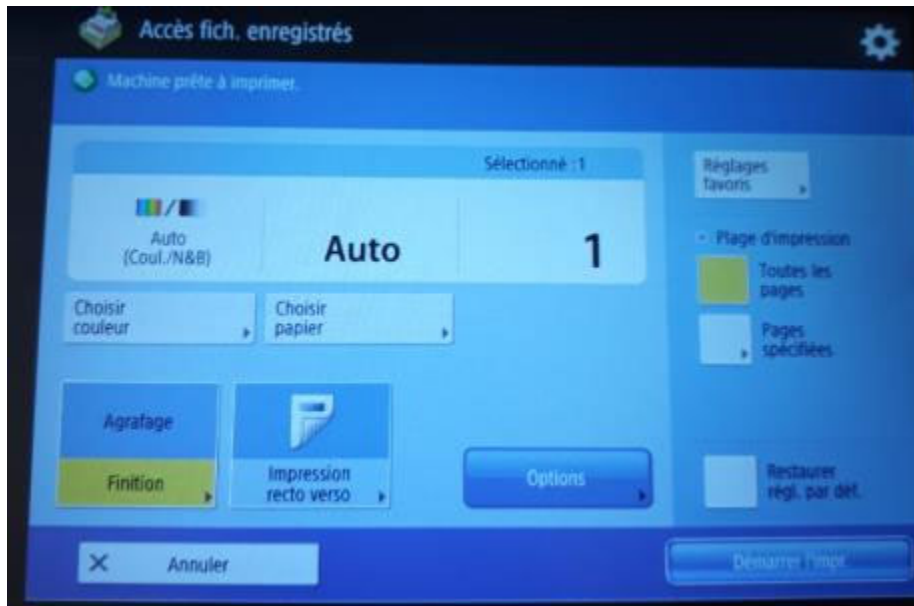 Accès fich. enregistrés
Machine prête à imprimer.
Sélectionné :1
Auto
(Coul./N&B)
Auto
1
Réglages
favoris
Plage d'impression
Toutes les
pages
Pages
spécifiées
Choisir
couleur
Choisir
papier
Agrafage
Finition
Impression
recto verso
Options
Restaurer
régl. par déf.
Annuler
Démarrer l'impr.